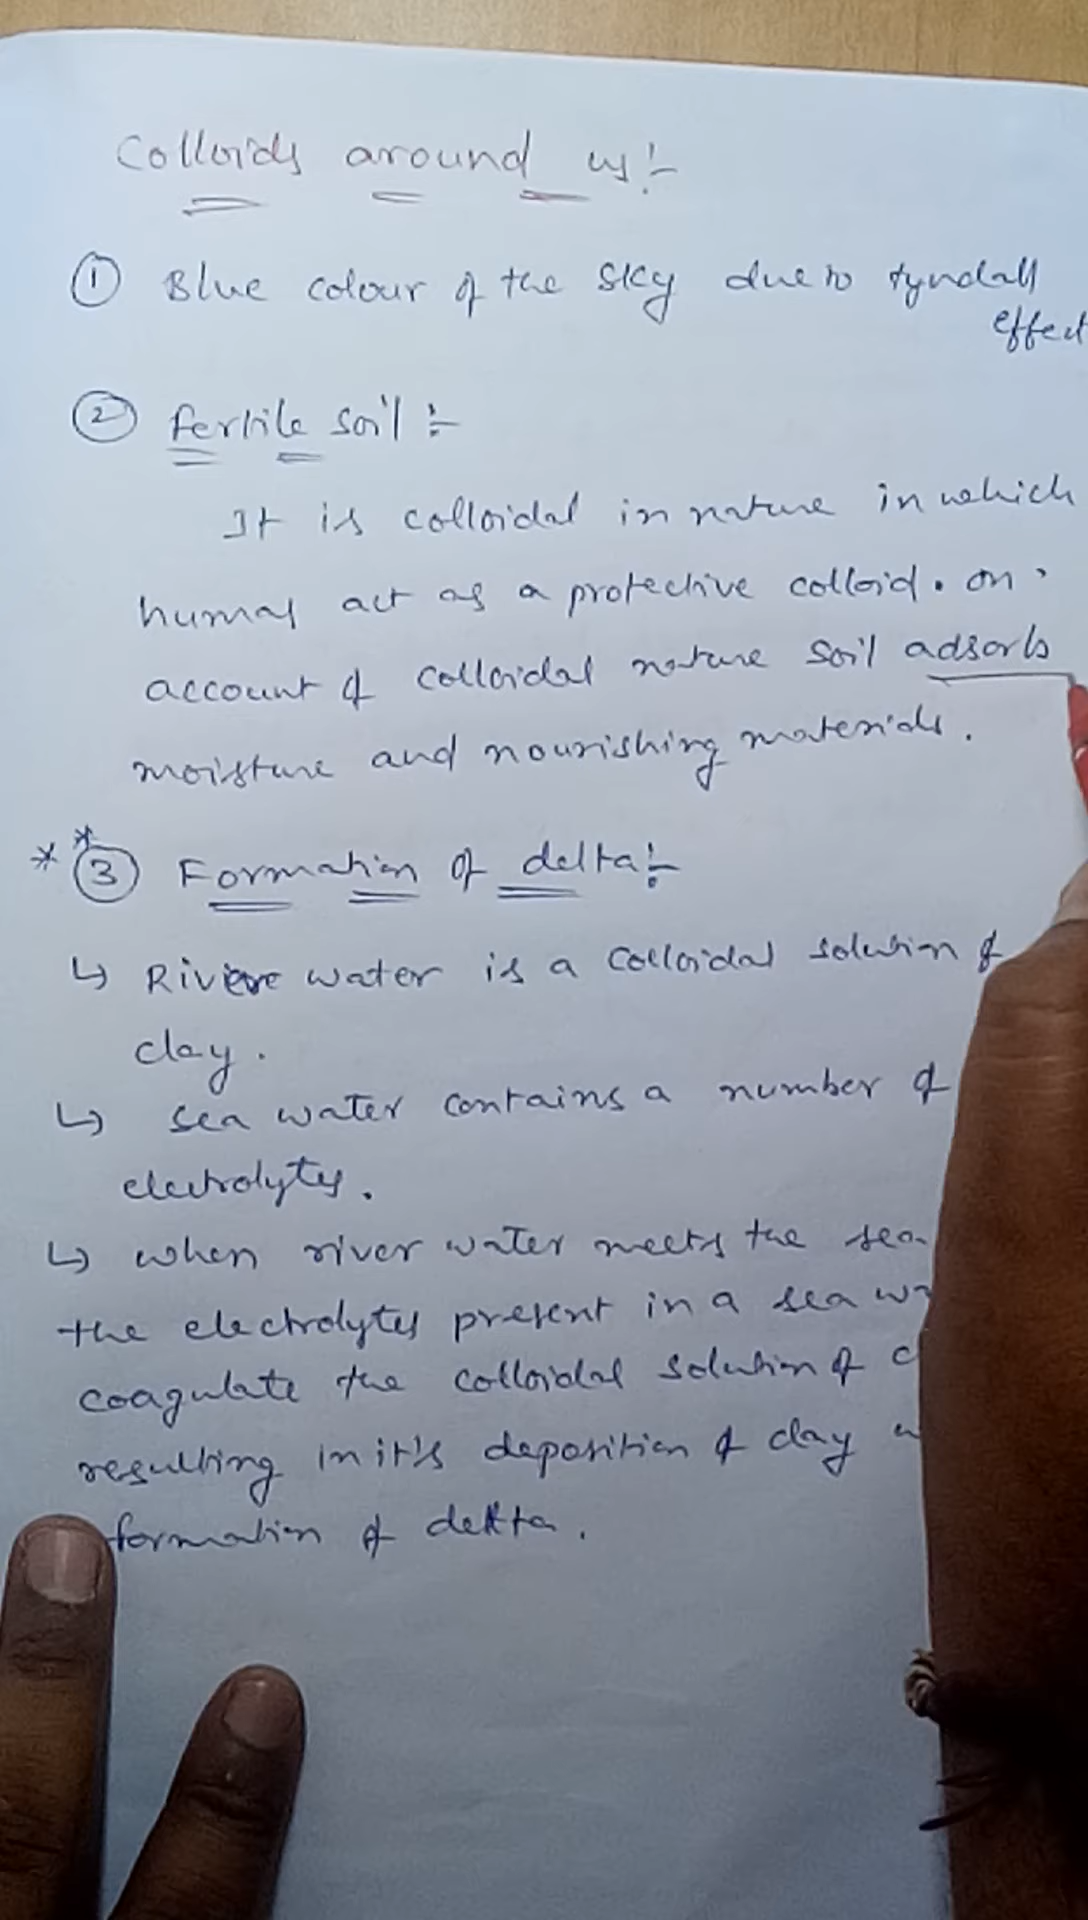 Colloids around us :-
① Blue colour of the sky due to tyndall
effect
② fertile soil :-
It is colloidal in nature in which
humas act as a protective colloid. on
account of colloidal nature soil adsorbs
moisture and nourishing materials.
** ③ Formation of delta :-
↳ River water is a colloidal solution of
clay.
↳ sea water contains a number of
electrolytes.
↳ when river water meets the sea
the electrolytes present in a sea
coagulate the colloidal solution of
resulting in it's deposition of clay
formation of delta.